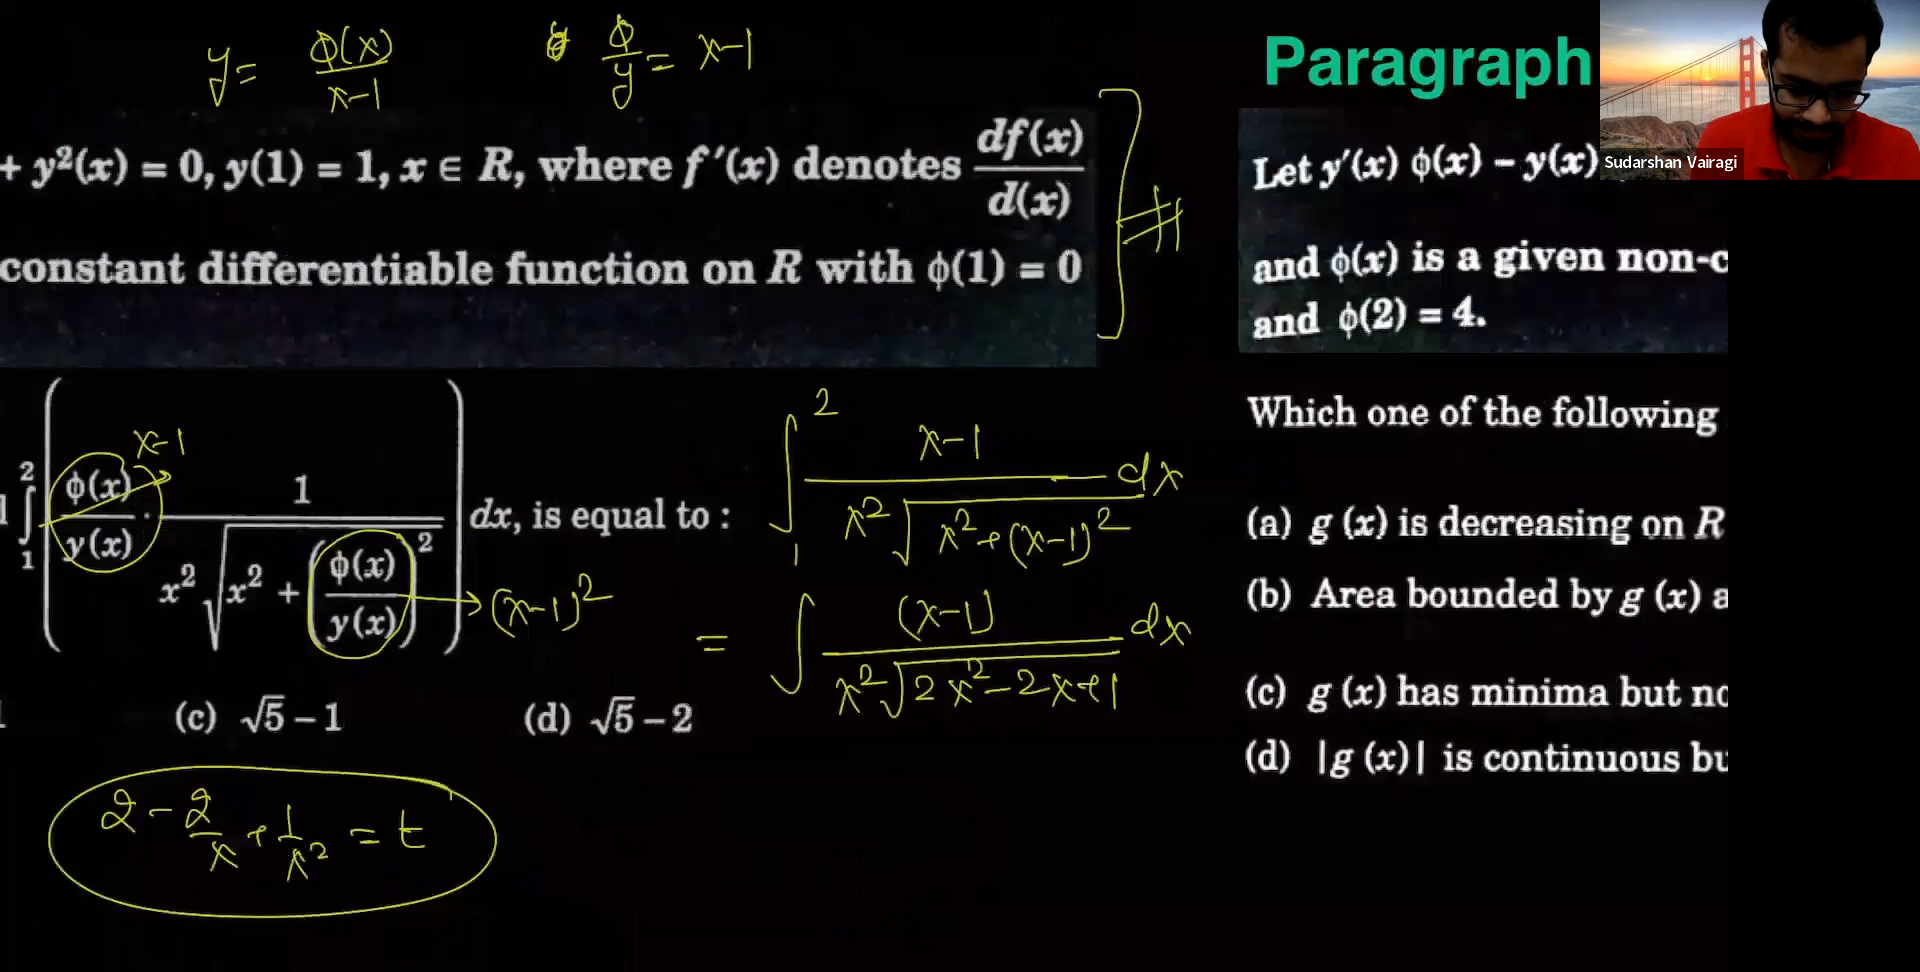 y = φ(x)/(x-1)
φ/y = x-1
+ y²(x) = 0, y(1) = 1, x ∈ R, where f ′(x) denotes df(x)/d(x)
constant differentiable function on R with φ(1) = 0
∫₁² ( φ(x)/y(x) · 1/(x²√(x² + (φ(x)/y(x))²)) ) dx, is equal to :
x-1
(x-1)²
(c) √5 – 1 (d) √5 – 2
2 - 2/x + 1/x² = t
∫₁² (x-1)/(x²√(x²+(x-1)²)) dx
= ∫ (x-1)/(x²√(2x²-2x+1)) dx
Paragraph
Sudarshan Vairagi
Let y′(x) φ(x) – y(x)
and φ(x) is a given non-c
and φ(2) = 4.
Which one of the following
(a) g (x) is decreasing on R
(b) Area bounded by g (x) a
(c) g (x) has minima but no
(d) |g (x)| is continuous bu